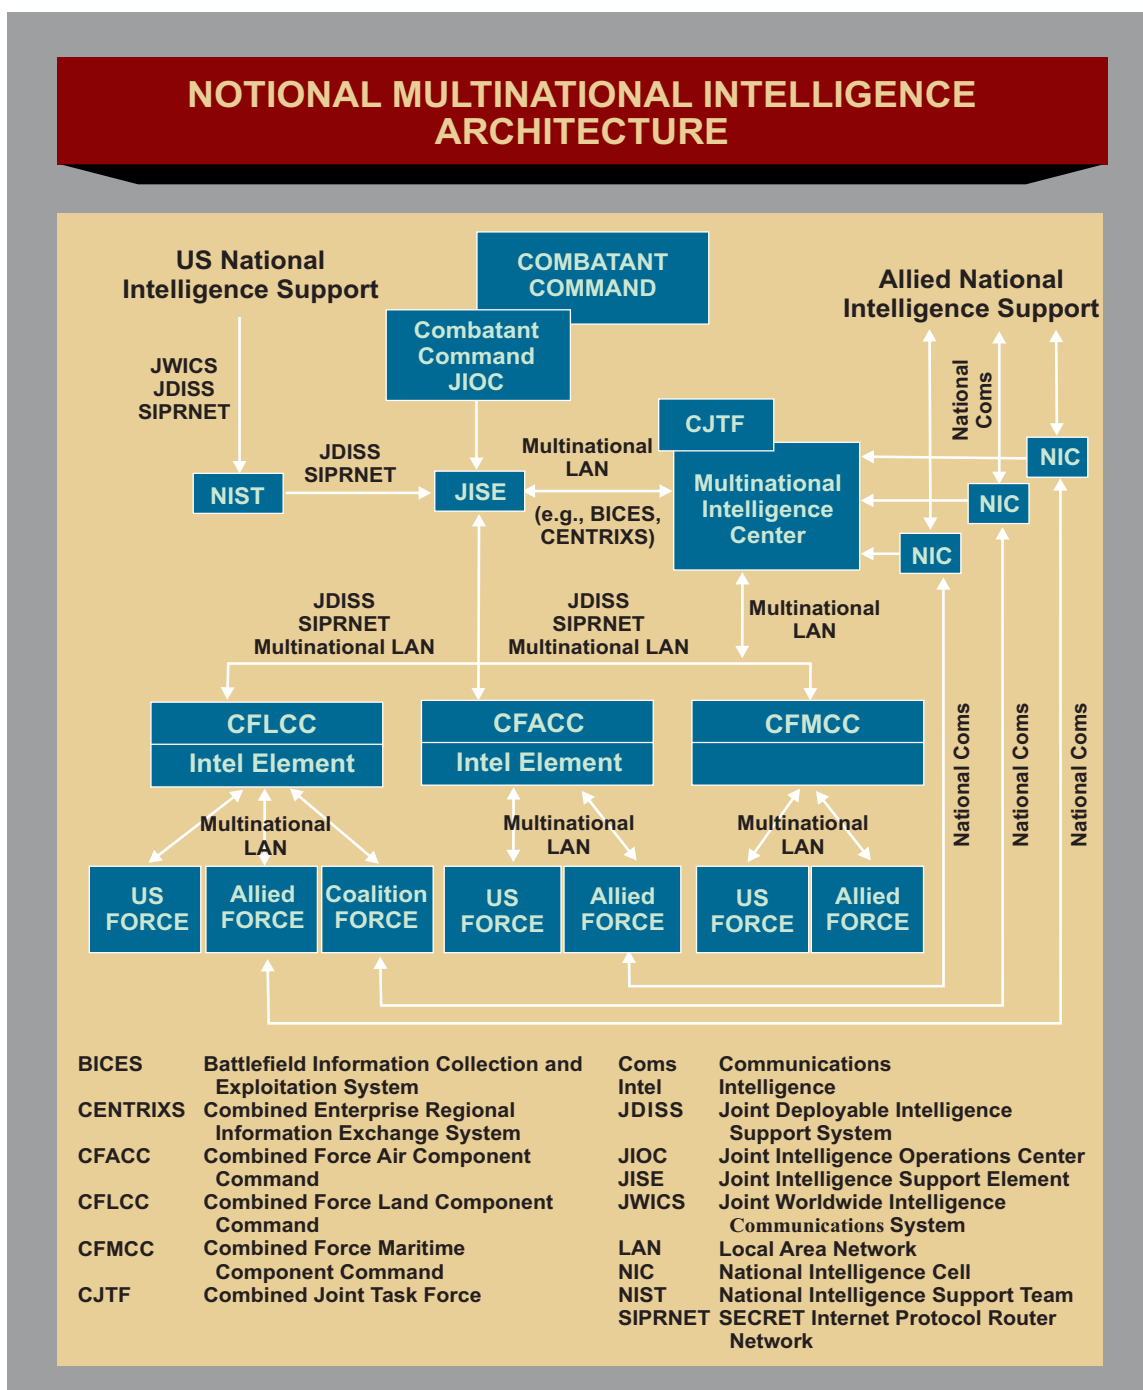 NOTIONAL MULTINATIONAL INTELLIGENCE
ARCHITECTURE
US National
Intelligence Support
COMBATANT
COMMAND
Combatant
Command
JIOC
Allied National
Intelligence Support
JWICS
JDISS
SIPRNET
National
Coms
CJTF
Multinational
Intelligence
Center
NIC
NIC
NIC
NIST
JDISS
SIPRNET
JISE
Multinational
LAN
(e.g., BICES,
CENTRIXS)
JDISS
SIPRNET
Multinational LAN
JDISS
SIPRNET
Multinational LAN
Multinational
LAN
CFLCC
Intel Element
CFACC
Intel Element
CFMCC
National Coms
National Coms
National Coms
Multinational
LAN
Multinational
LAN
Multinational
LAN
US
FORCE
Allied
FORCE
Coalition
FORCE
US
FORCE
Allied
FORCE
US
FORCE
Allied
FORCE
BICES Battlefield Information Collection and
Exploitation System
CENTRIXS Combined Enterprise Regional
Information Exchange System
CFACC Combined Force Air Component
Command
CFLCC Combined Force Land Component
Command
CFMCC Combined Force Maritime
Component Command
CJTF Combined Joint Task Force
Coms Communications
Intel Intelligence
JDISS Joint Deployable Intelligence
Support System
JIOC Joint Intelligence Operations Center
JISE Joint Intelligence Support Element
JWICS Joint Worldwide Intelligence
Communications System
LAN Local Area Network
NIC National Intelligence Cell
NIST National Intelligence Support Team
SIPRNET SECRET Internet Protocol Router
Network